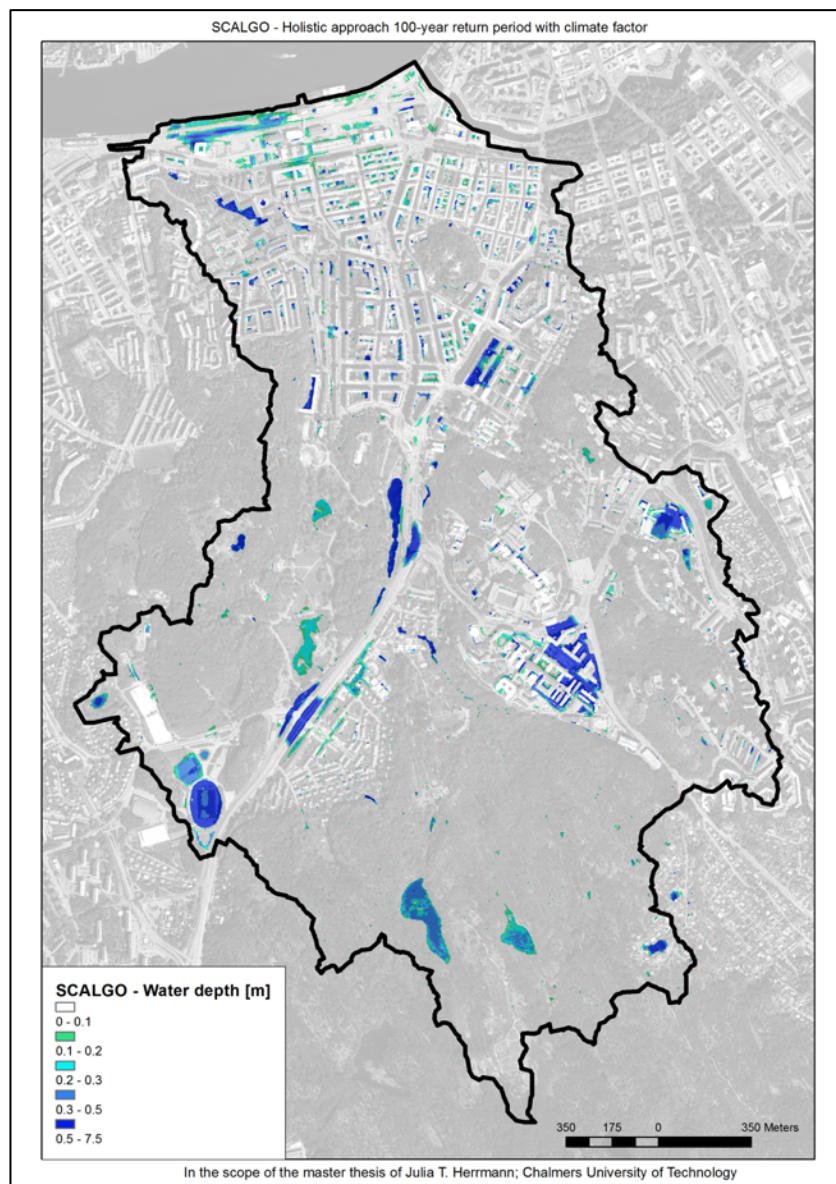 SCALGO - Holistic approach 100-year return period with climate factor
SCALGO - Water depth [m]
0 - 0.1
0.1 - 0.2
0.2 - 0.3
0.3 - 0.5
0.5 - 7.5
350 175 0 350 Meters
In the scope of the master thesis of Julia T. Herrmann; Chalmers University of Technology